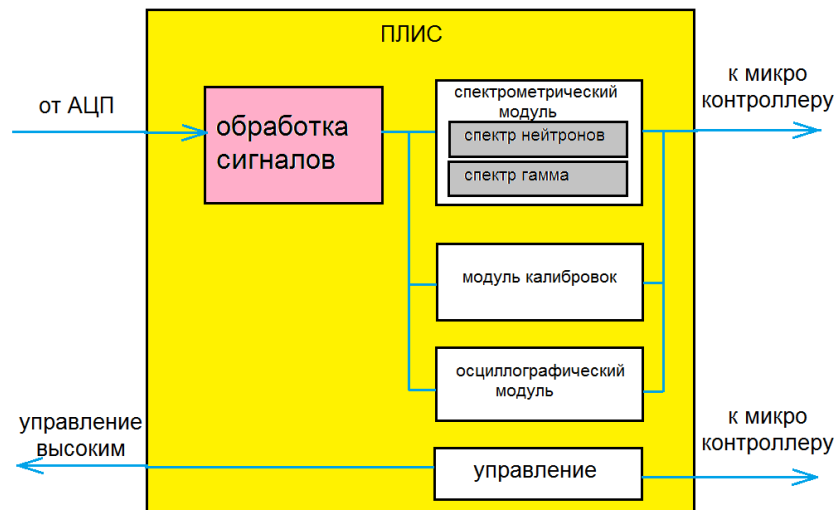 ПЛИС
от АЦП
обработка
сигналов
спектрометрический
модуль
спектр нейтронов
спектр гамма
к микро
контроллеру
модуль калибровок
осциллографический
модуль
управление
высоким
управление
к микро
контроллеру